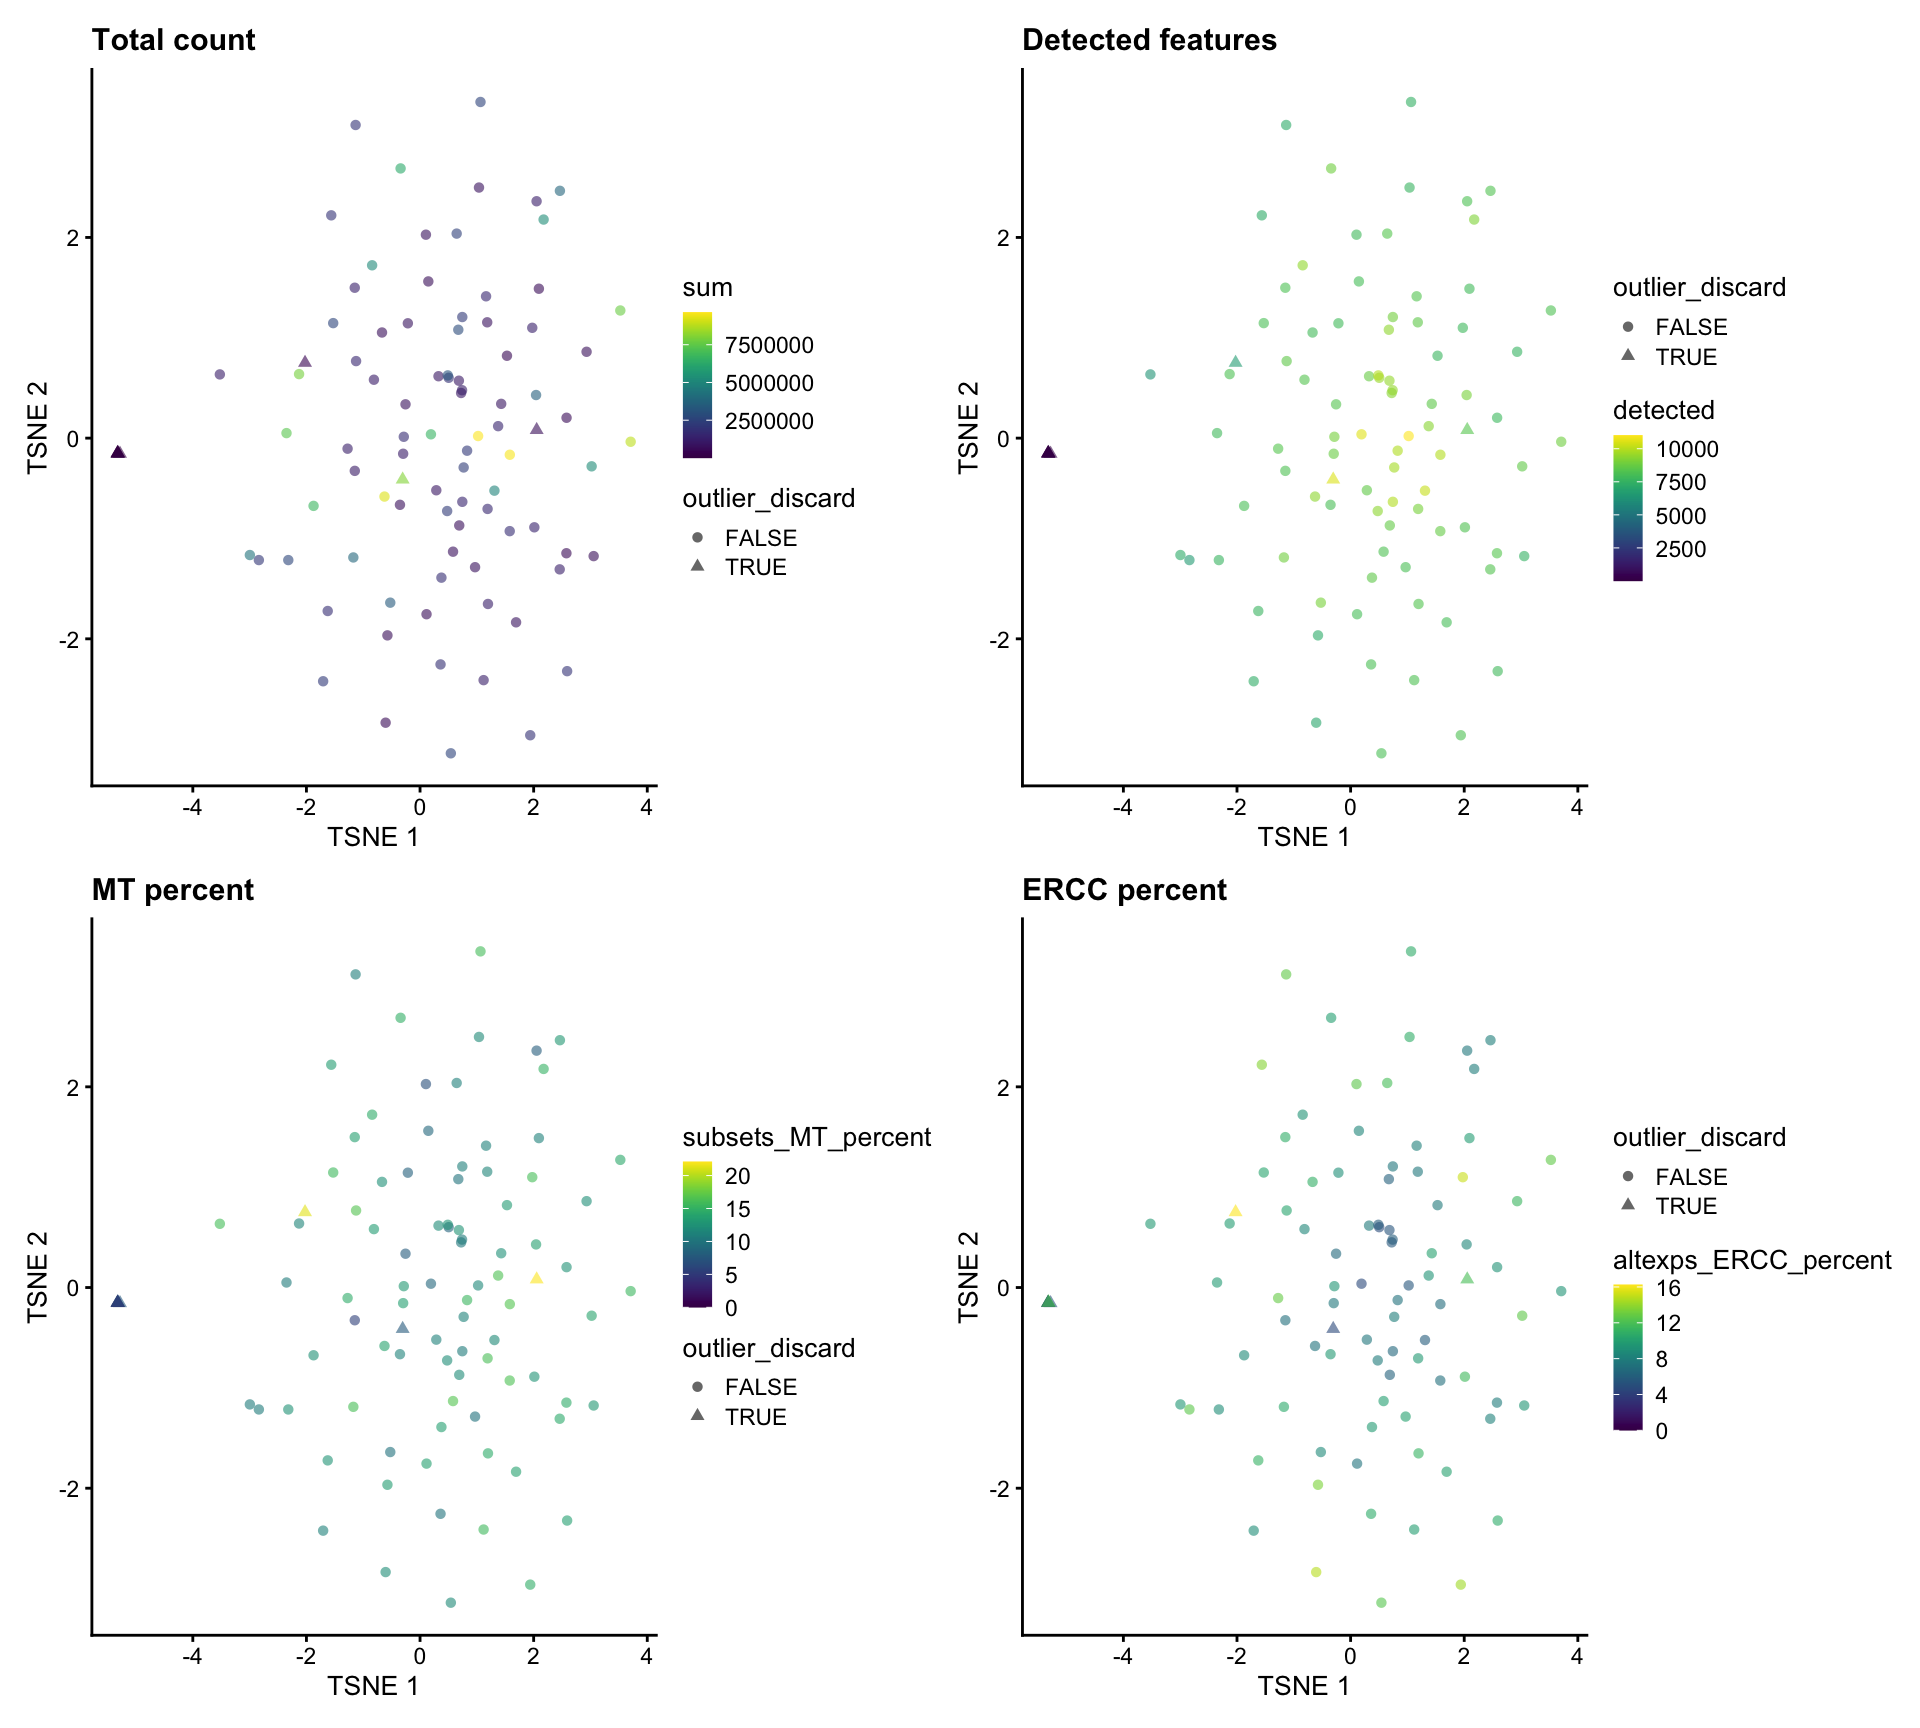 Total count
TSNE 2
2
0
-2
-4
-2
0
2
4
TSNE 1
sum
7500000
5000000
2500000
outlier_discard
FALSE
TRUE
Detected features
TSNE 2
2
0
-2
-4
-2
0
2
4
TSNE 1
outlier_discard
FALSE
TRUE
detected
10000
7500
5000
2500
MT percent
TSNE 2
2
0
-2
-4
-2
0
2
4
TSNE 1
subsets_MT_percent
20
15
10
5
0
outlier_discard
FALSE
TRUE
ERCC percent
TSNE 2
2
0
-2
-4
-2
0
2
4
TSNE 1
outlier_discard
FALSE
TRUE
altexps_ERCC_percent
16
12
8
4
0